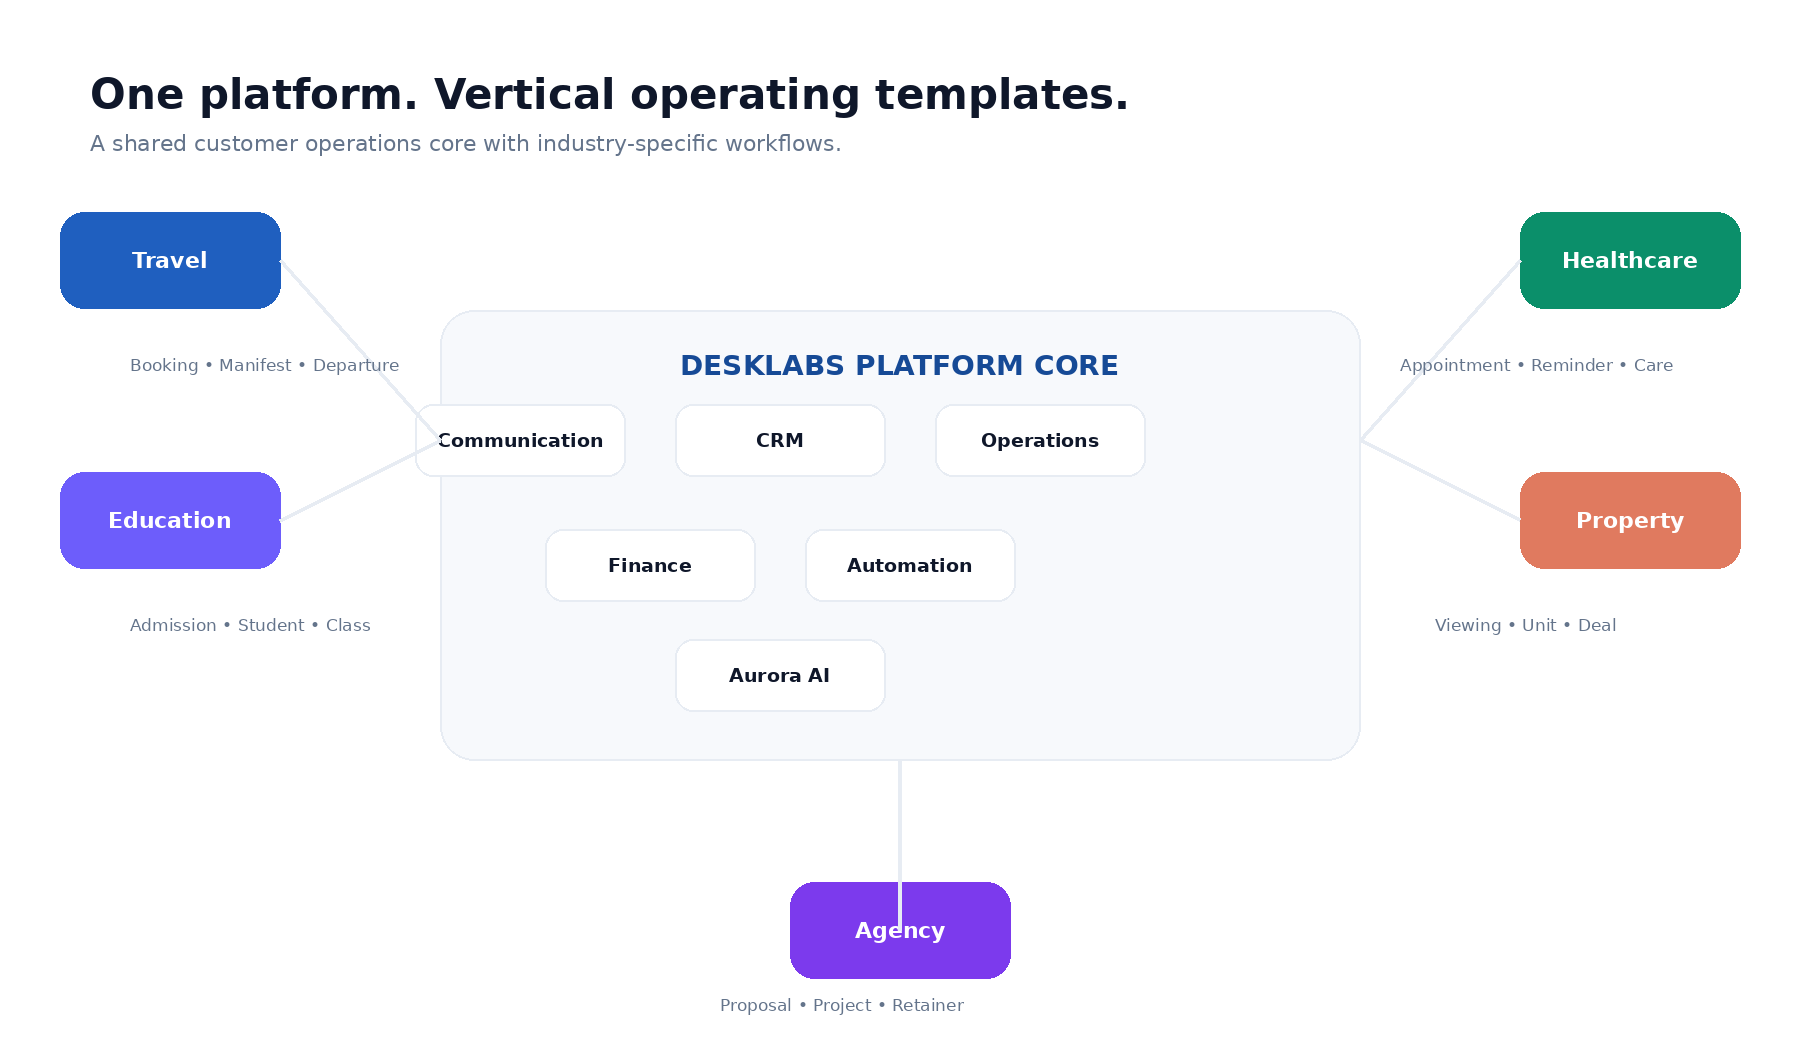 One platform. Vertical operating templates.
A shared customer operations core with industry-specific workflows.
Travel
Healthcare
Booking • Manifest • Departure
DESKLABS PLATFORM CORE
Appointment • Reminder • Care
Communication
CRM
Operations
Education
Property
Finance
Automation
Admission • Student • Class
Viewing • Unit • Deal
Aurora AI
Agency
Proposal • Project • Retainer